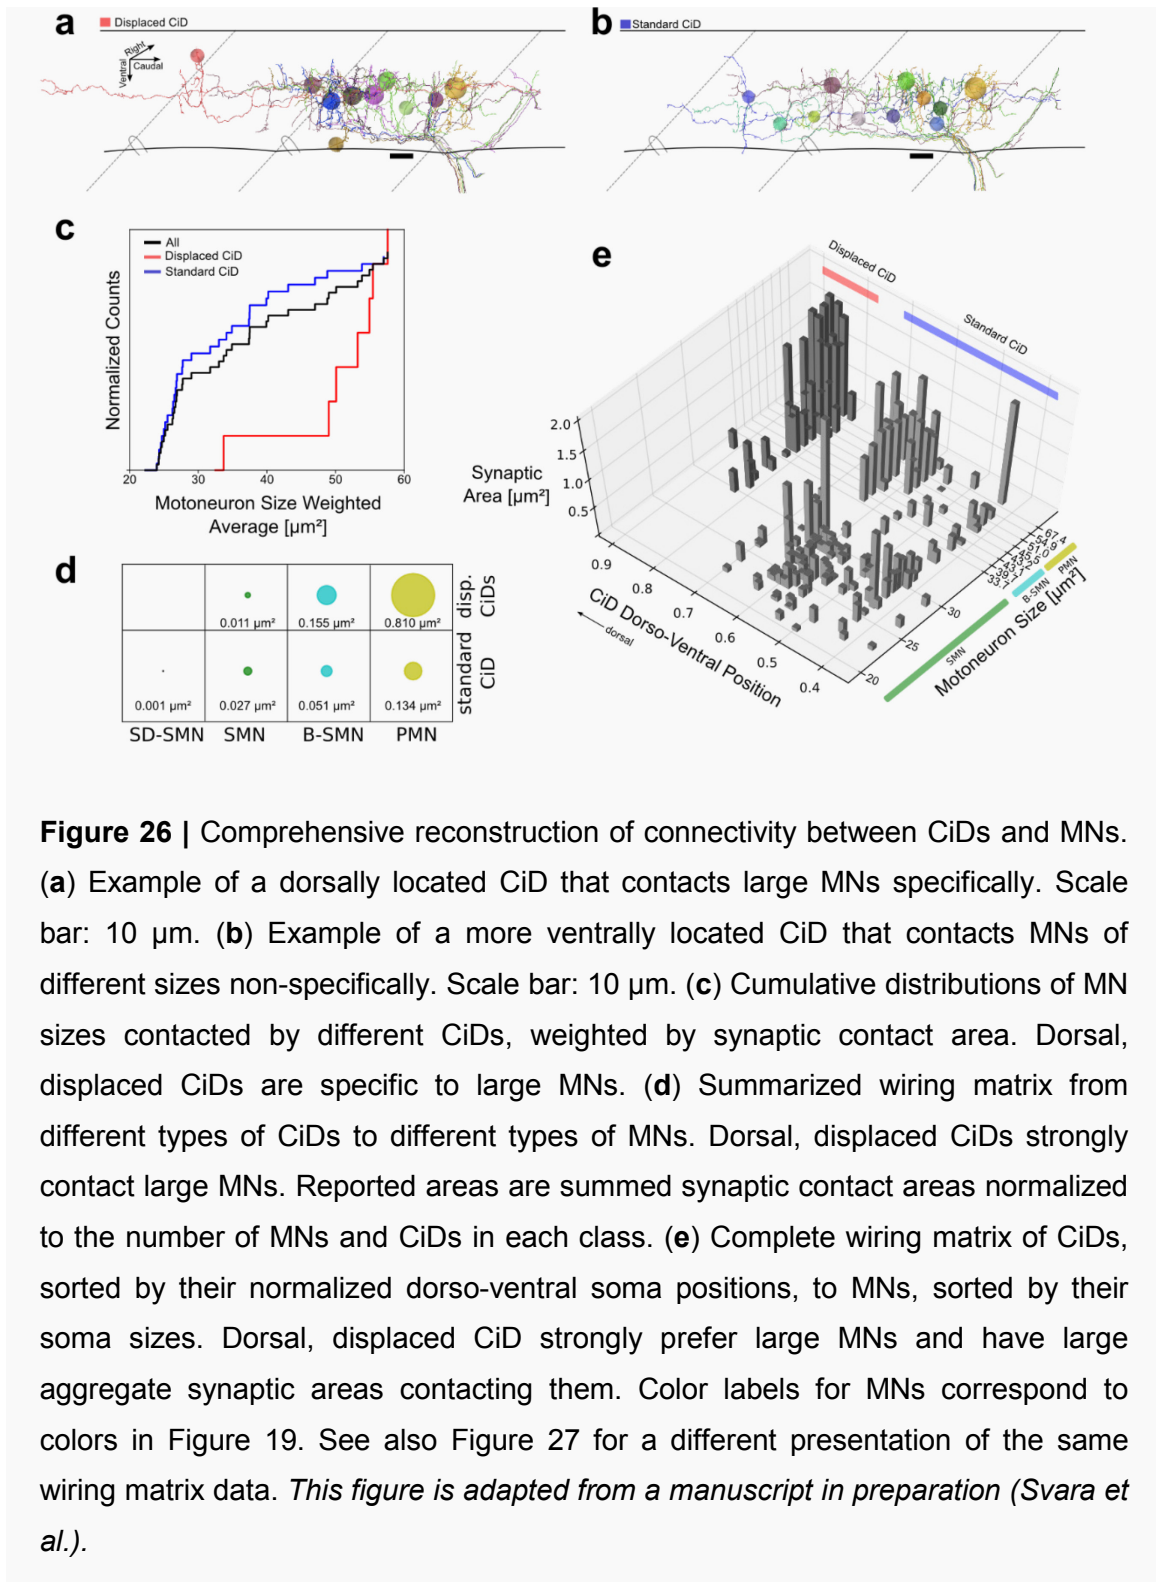 a
Displaced CiD
Right
Caudal
Ventral
b
Standard CiD
c
All
Displaced CiD
Standard CiD
Normalized Counts
20 30 40 50 60
Motoneuron Size Weighted
Average [µm²]
d
0.011 µm² 0.155 µm² 0.810 µm²
disp.
CiDs
0.001 µm² 0.027 µm² 0.051 µm² 0.134 µm²
standard
CiD
SD-SMN SMN B-SMN PMN
e
Displaced CiD
Standard CiD
2.0
1.5
1.0
0.5
Synaptic
Area [µm²]
0.9
0.8
0.7
0.6
0.5
0.4
CiD Dorso-Ventral Position
dorsal
20
25
30
SMN
B-SMN
PMN
Motoneuron Size [µm²]
Figure 26 | Comprehensive reconstruction of connectivity between CiDs and MNs.
(a) Example of a dorsally located CiD that contacts large MNs specifically. Scale
bar: 10 µm. (b) Example of a more ventrally located CiD that contacts MNs of
different sizes non-specifically. Scale bar: 10 µm. (c) Cumulative distributions of MN
sizes contacted by different CiDs, weighted by synaptic contact area. Dorsal,
displaced CiDs are specific to large MNs. (d) Summarized wiring matrix from
different types of CiDs to different types of MNs. Dorsal, displaced CiDs strongly
contact large MNs. Reported areas are summed synaptic contact areas normalized
to the number of MNs and CiDs in each class. (e) Complete wiring matrix of CiDs,
sorted by their normalized dorso-ventral soma positions, to MNs, sorted by their
soma sizes. Dorsal, displaced CiD strongly prefer large MNs and have large
aggregate synaptic areas contacting them. Color labels for MNs correspond to
colors in Figure 19. See also Figure 27 for a different presentation of the same
wiring matrix data. This figure is adapted from a manuscript in preparation (Svara et
al.).